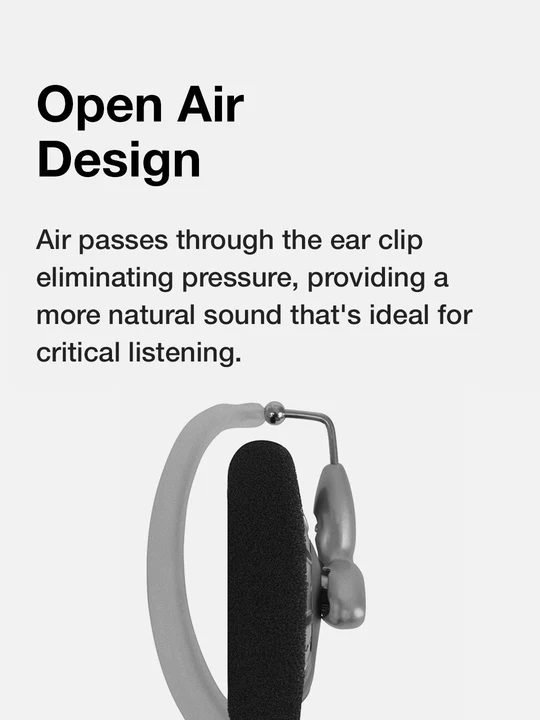 Open Air
Design
Air passes through the ear clip
eliminating pressure, providing a
more natural sound that's ideal for
critical listening.